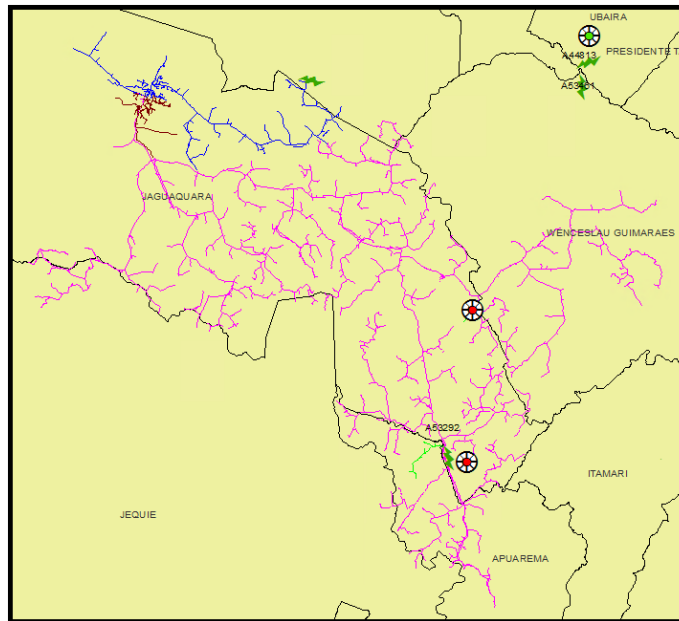 UBAIRA
A44813
PRESIDENTE T
A53461
JAGUAQUARA
WENCESLAU GUIMARAES
A53292
ITAMARI
JEQUIE
APUAREMA